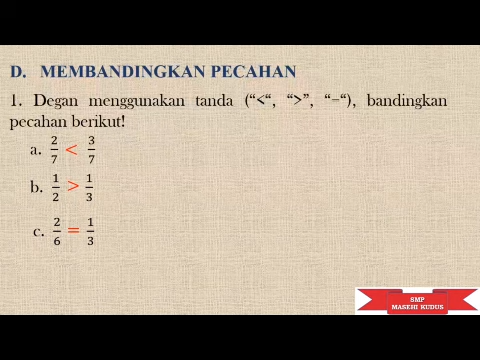 D. MEMBANDINGKAN PECAHAN
1. Degan menggunakan tanda (“<“, “>”, “=“), bandingkan
pecahan berikut!
a. 2/7 < 3/7
b. 1/2 > 1/3
c. 2/6 = 1/3
SMP
MASEHI KUDUS